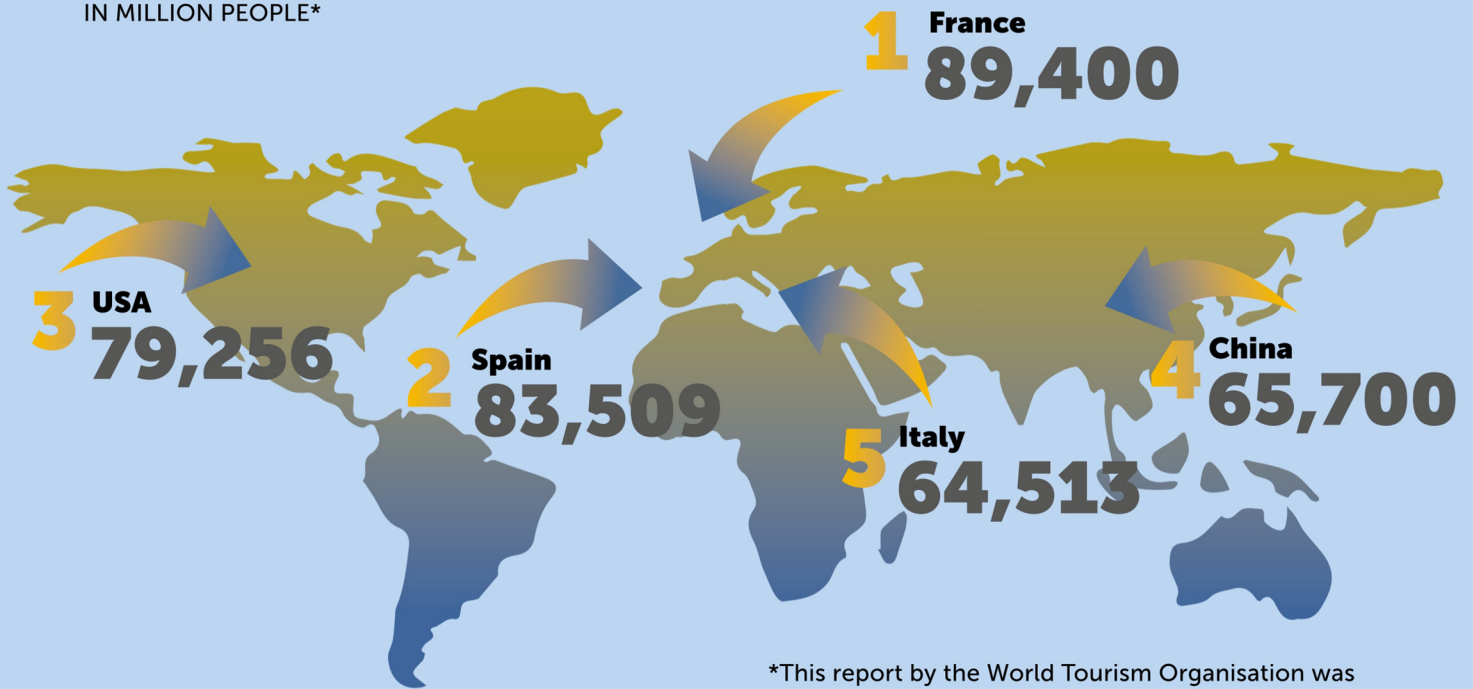 IN MILLION PEOPLE*
1 France
89,400
3 USA
79,256
2 Spain
83,509
4 China
65,700
5 Italy
64,513
*This report by the World Tourism Organisation was